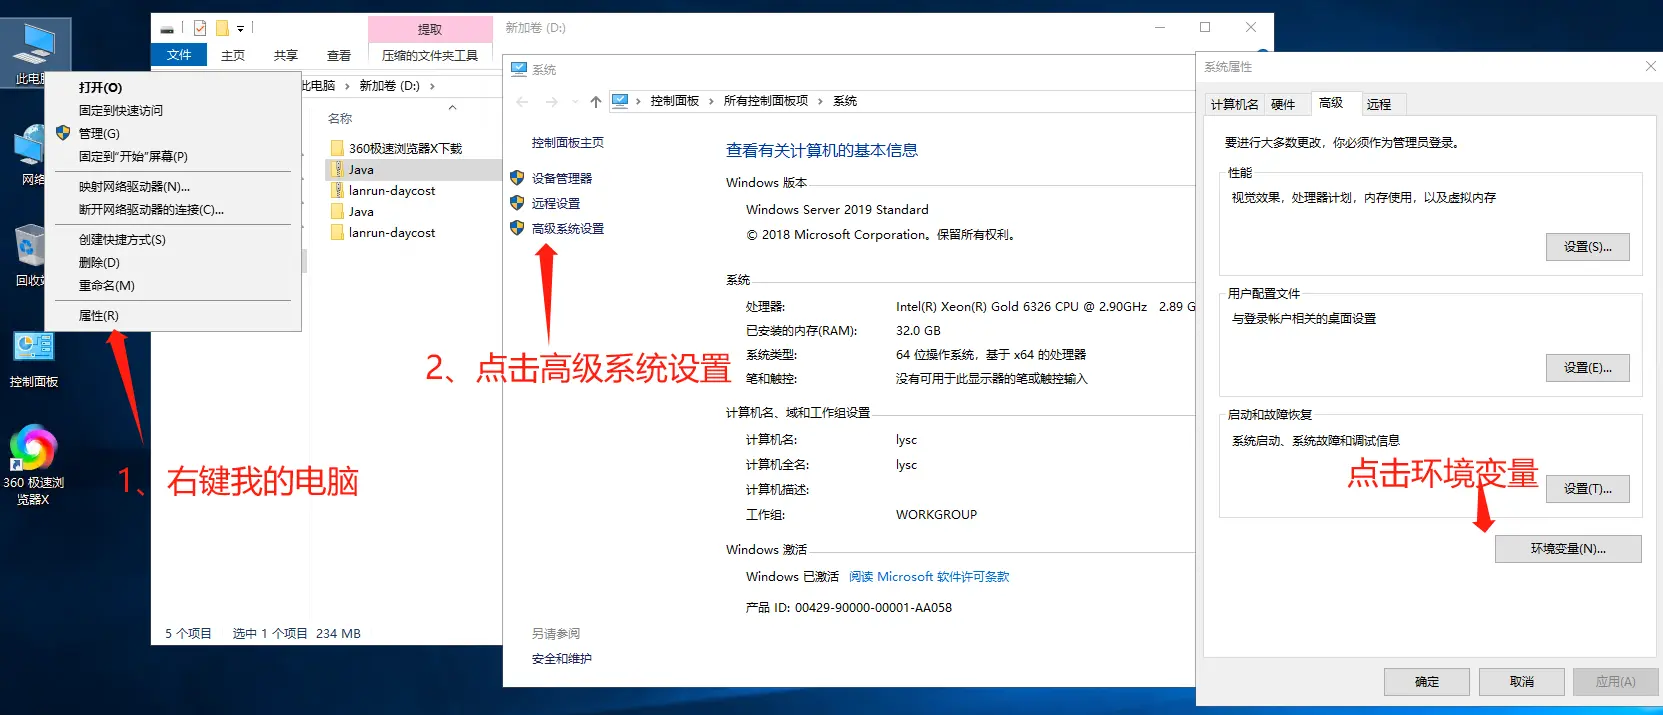 此电脑
网络
回收站
控制面板
360 极速浏
览器X
打开(O)
固定到快速访问
管理(G)
固定到"开始"屏幕(P)
映射网络驱动器(N)...
断开网络驱动器的连接(C)...
创建快捷方式(S)
删除(D)
重命名(M)
属性(R)
1、右键我的电脑
提取
新加卷 (D:)
文件
主页
共享
查看
压缩的文件夹工具
此电脑 › 新加卷 (D:) ›
名称
360极速浏览器X下载
Java
lanrun-daycost
Java
lanrun-daycost
5 个项目
选中 1 个项目 234 MB
系统
控制面板 › 所有控制面板项 › 系统
控制面板主页
设备管理器
远程设置
高级系统设置
2、点击高级系统设置
另请参阅
安全和维护
查看有关计算机的基本信息
Windows 版本
Windows Server 2019 Standard
© 2018 Microsoft Corporation。保留所有权利。
系统
处理器: Intel(R) Xeon(R) Gold 6326 CPU @ 2.90GHz 2.89 G
已安装的内存(RAM): 32.0 GB
系统类型: 64 位操作系统，基于 x64 的处理器
笔和触控: 没有可用于此显示器的笔或触控输入
计算机名、域和工作组设置
计算机名: lysc
计算机全名: lysc
计算机描述:
工作组: WORKGROUP
Windows 激活
Windows 已激活 阅读 Microsoft 软件许可条款
产品 ID: 00429-90000-00001-AA058
系统属性
计算机名
硬件
高级
远程
要进行大多数更改，你必须作为管理员登录。
性能
视觉效果，处理器计划，内存使用，以及虚拟内存
设置(S)...
用户配置文件
与登录帐户相关的桌面设置
设置(E)...
启动和故障恢复
系统启动、系统故障和调试信息
点击环境变量
设置(T)...
环境变量(N)...
确定
取消
应用(A)